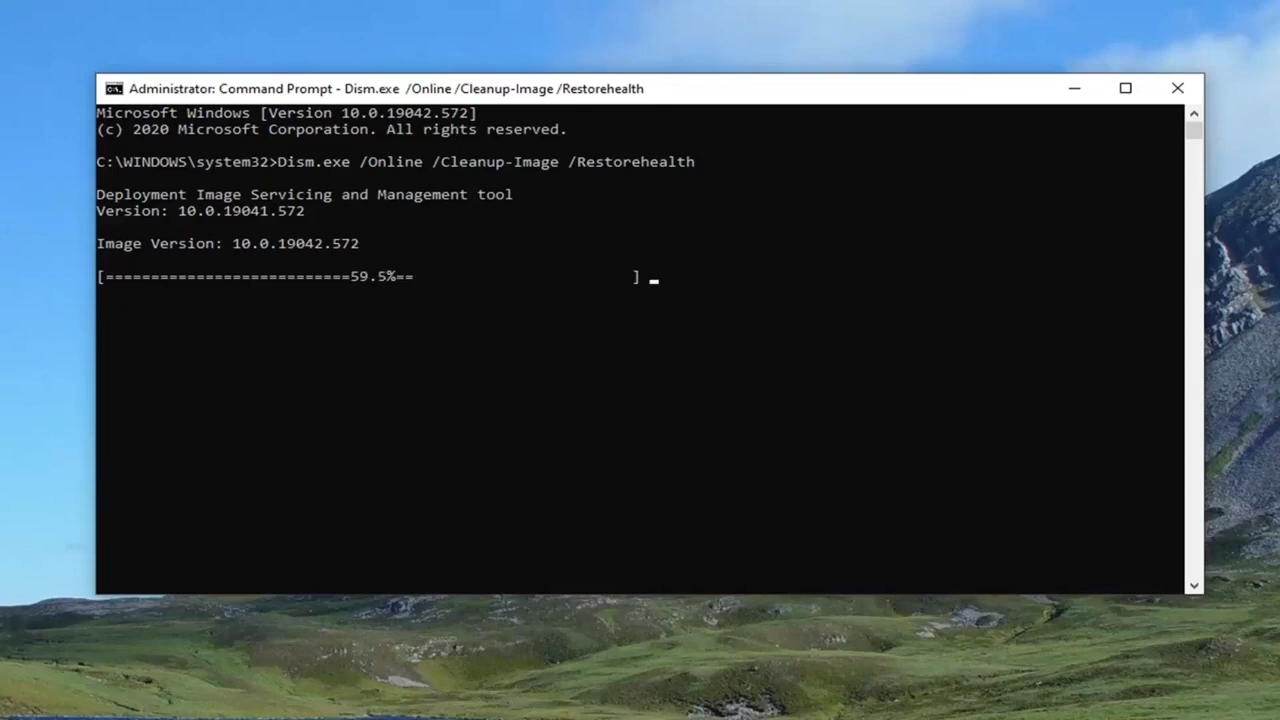 Administrator: Command Prompt - Dism.exe /Online /Cleanup-Image /Restorehealth
Microsoft Windows [Version 10.0.19042.572]
(c) 2020 Microsoft Corporation. All rights reserved.
C:\WINDOWS\system32>Dism.exe /Online /Cleanup-Image /Restorehealth
Deployment Image Servicing and Management tool
Version: 10.0.19041.572
Image Version: 10.0.19042.572
[===========================59.5%==                        ]